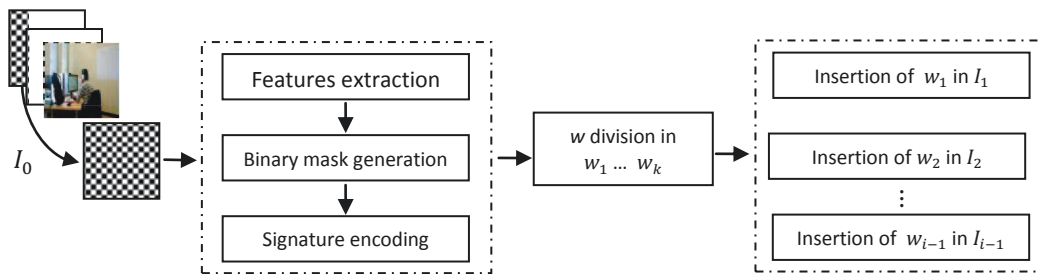 I₀
Features extraction
Binary mask generation
Signature encoding
w division in
w₁ ... wₖ
Insertion of w₁ in I₁
Insertion of w₂ in I₂
⋮
Insertion of wᵢ₋₁ in Iᵢ₋₁